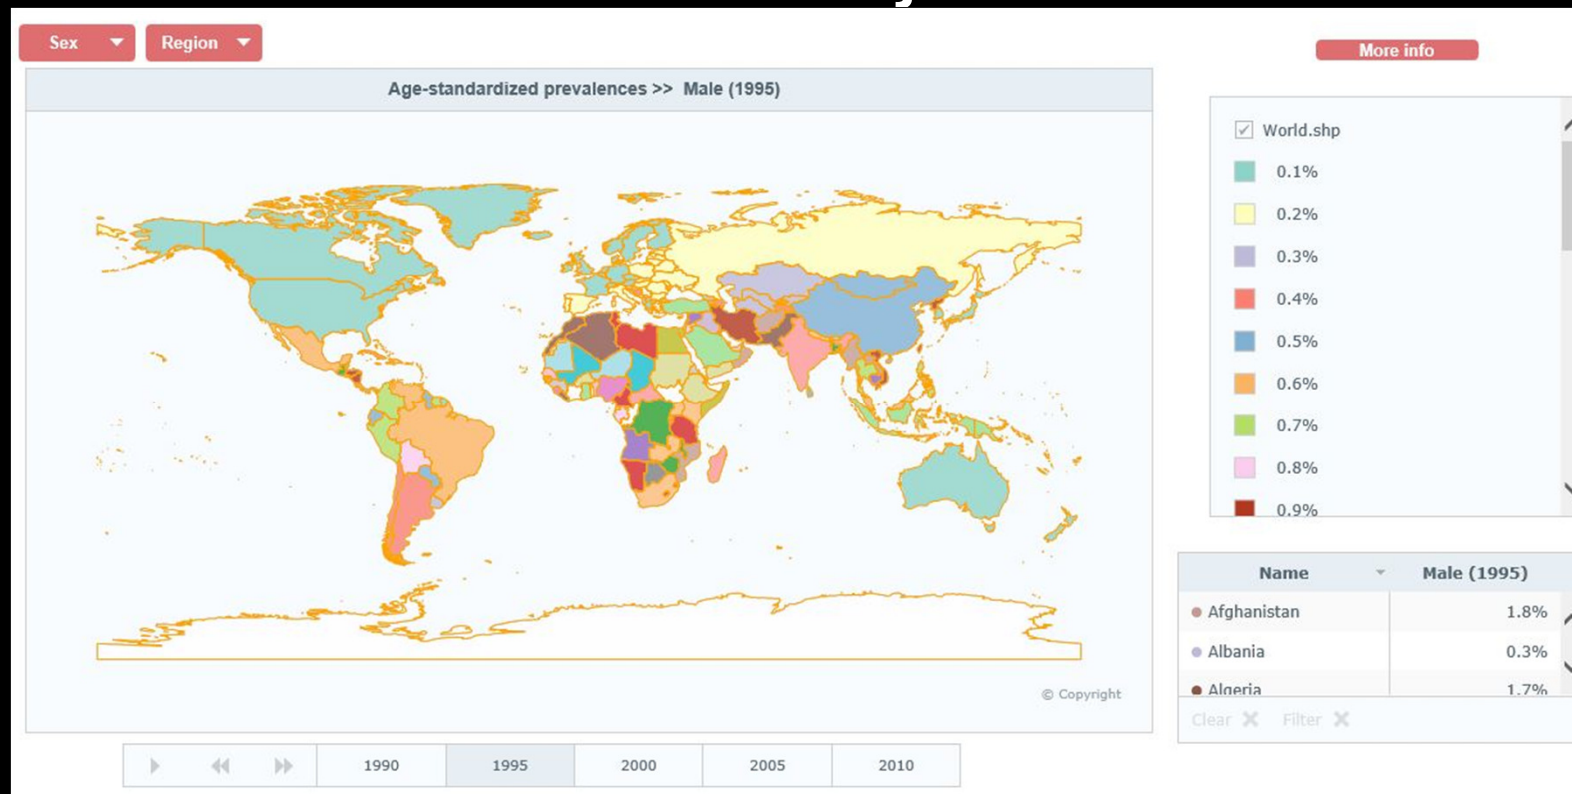 Sex
Region
More info
Age-standardized prevalences >> Male (1995)
World.shp
0.1%
0.2%
0.3%
0.4%
0.5%
0.6%
0.7%
0.8%
0.9%
© Copyright
Name Male (1995)
Afghanistan 1.8%
Albania 0.3%
Algeria 1.7%
Clear Filter
1990 1995 2000 2005 2010